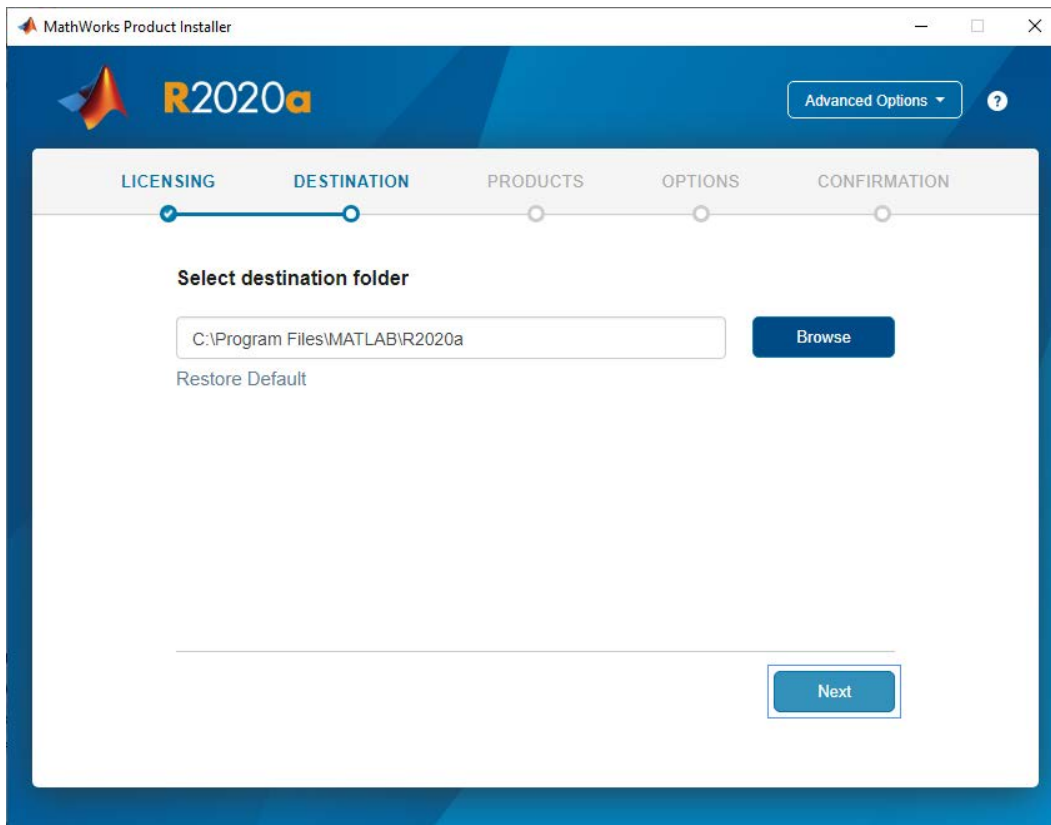 MathWorks Product Installer
R2020a
Advanced Options
?
LICENSING DESTINATION PRODUCTS OPTIONS CONFIRMATION
Select destination folder
C:\Program Files\MATLAB\R2020a
Browse
Restore Default
Next